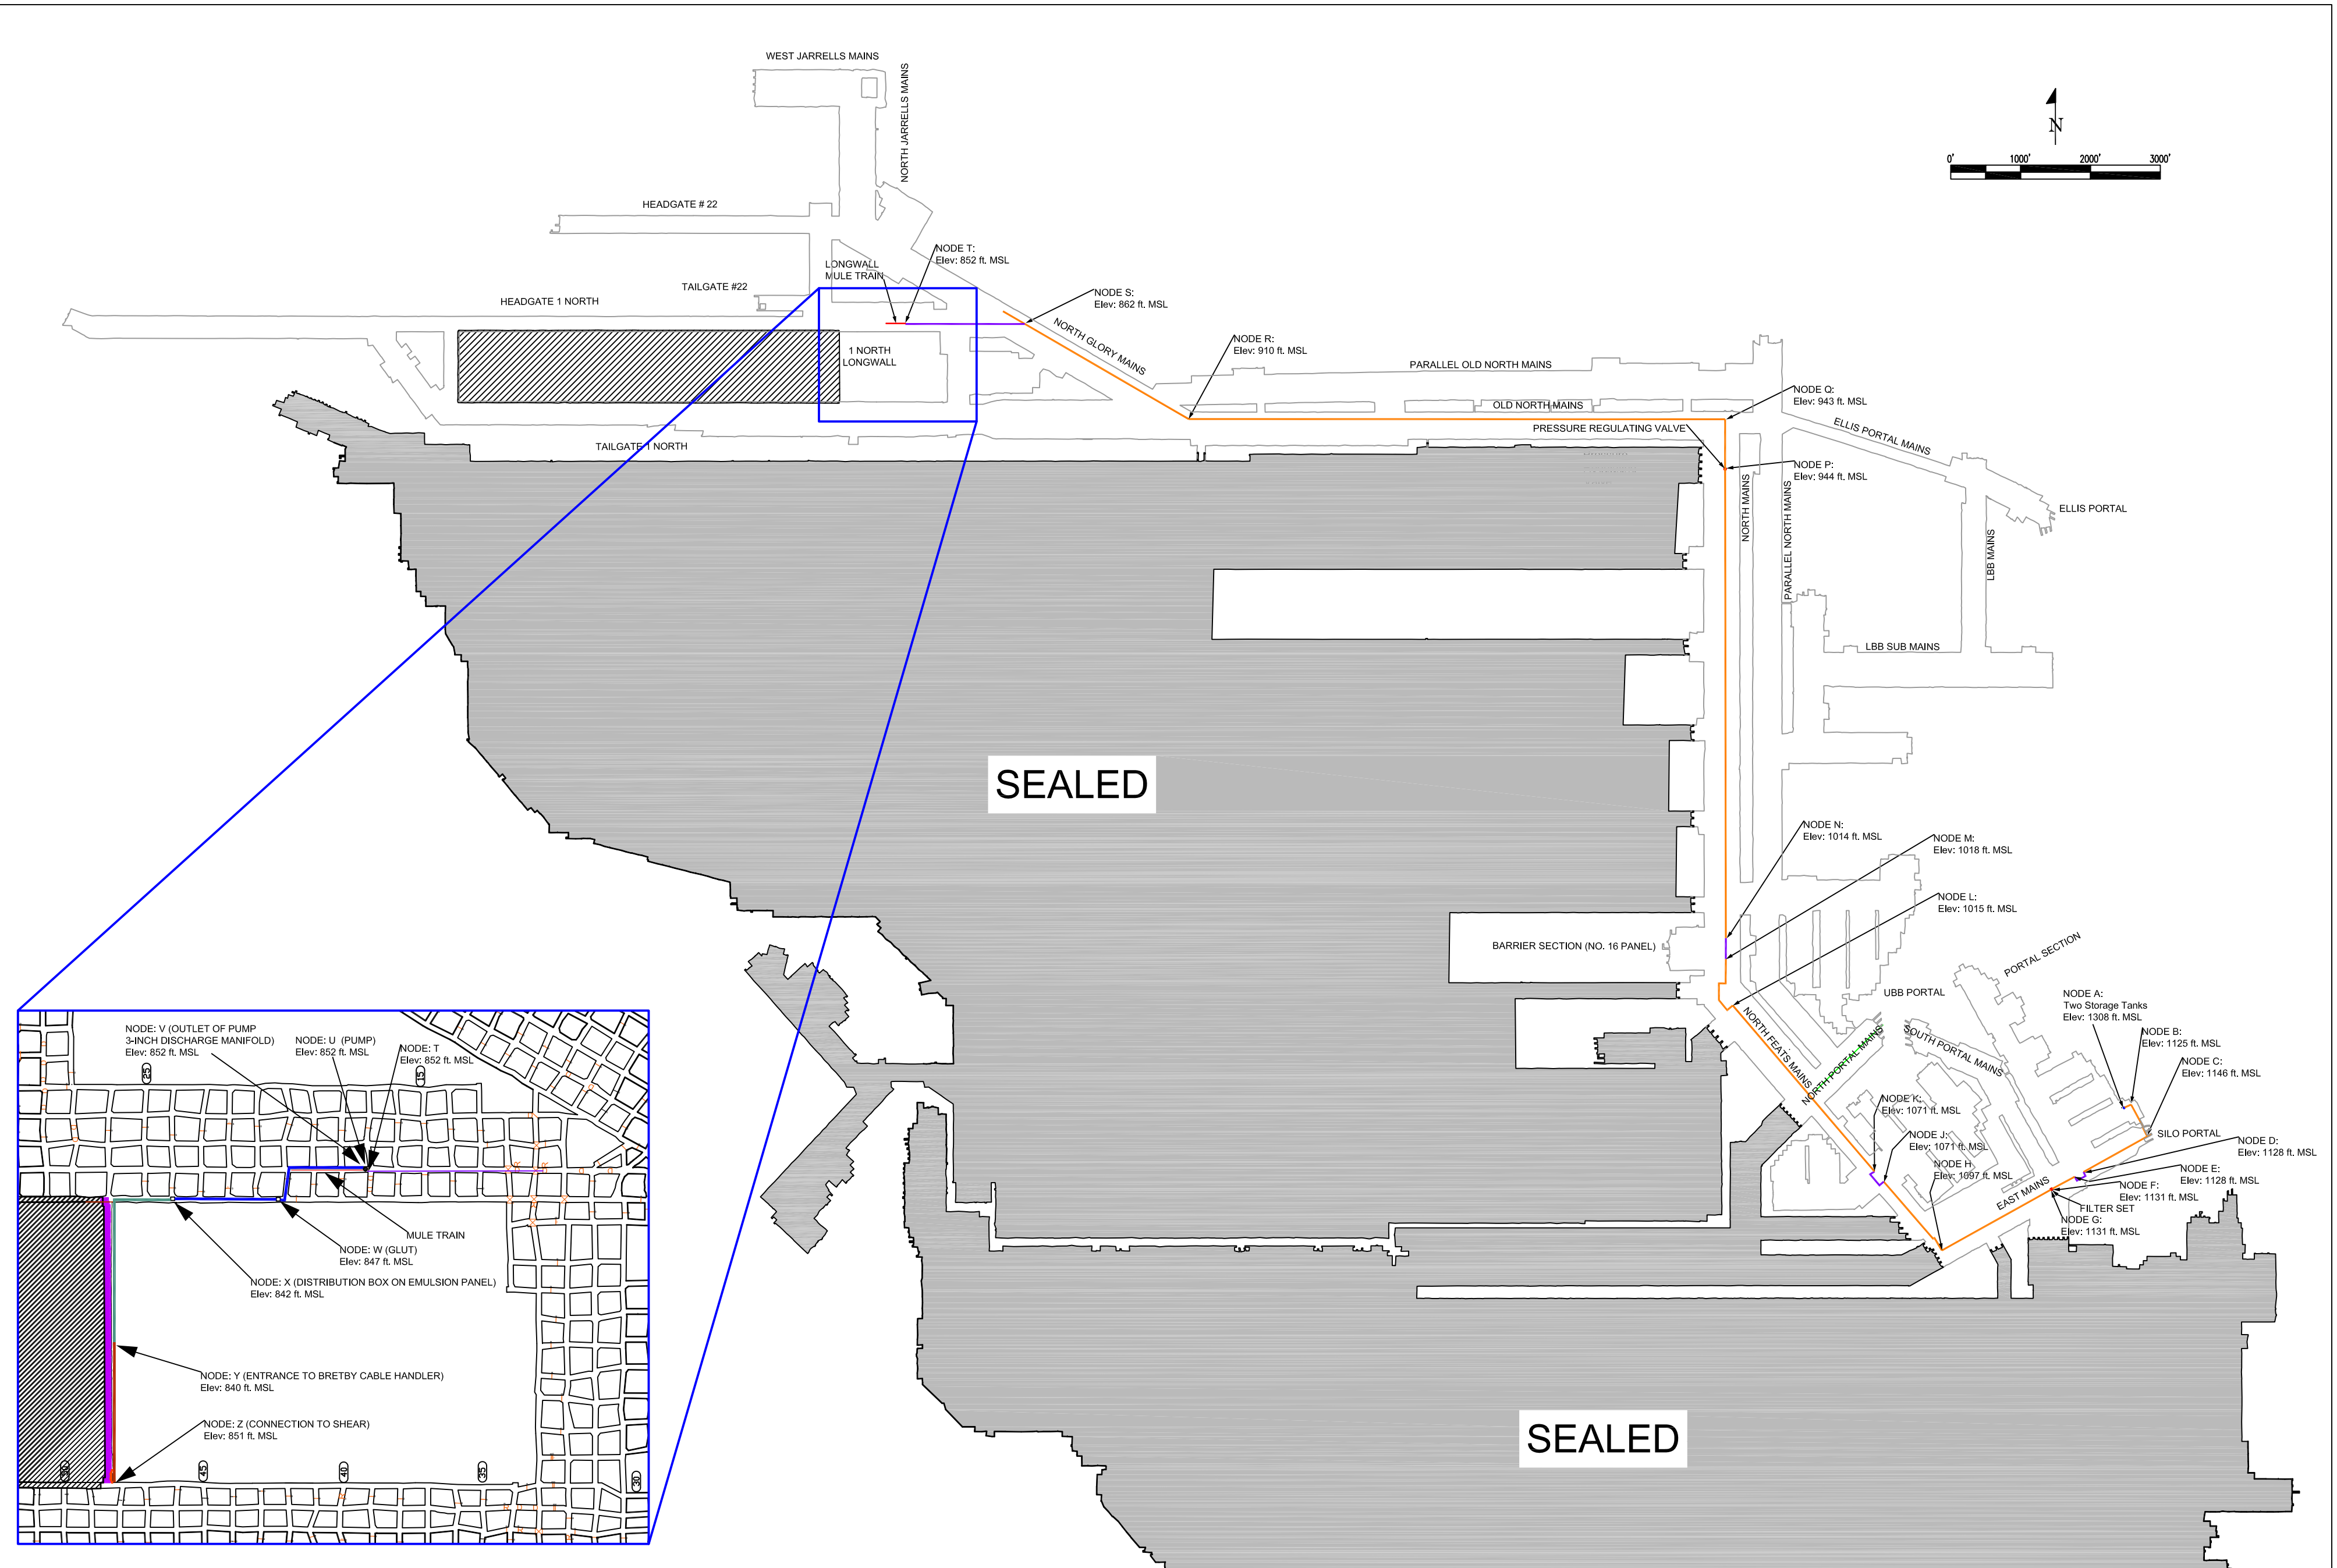 WEST JARRELLS MAINS
NORTH JARRELLS MAINS
N
0' 1000' 2000' 3000'
HEADGATE # 22
NODE T:
Elev: 852 ft. MSL
LONGWALL
MULE TRAIN
TAILGATE #22
HEADGATE 1 NORTH
NODE S:
Elev: 862 ft. MSL
NORTH GLORY MAINS
1 NORTH
LONGWALL
NODE R:
Elev: 910 ft. MSL
PARALLEL OLD NORTH MAINS
OLD NORTH MAINS
NODE Q:
Elev: 943 ft. MSL
PRESSURE REGULATING VALVE
ELLIS PORTAL MAINS
TAILGATE 1 NORTH
NODE P:
Elev: 944 ft. MSL
NORTH MAINS
PARALLEL NORTH MAINS
ELLIS PORTAL
LBB MAINS
LBB SUB MAINS
SEALED
NODE N:
Elev: 1014 ft. MSL
NODE M:
Elev: 1018 ft. MSL
NODE L:
Elev: 1015 ft. MSL
BARRIER SECTION (NO. 16 PANEL)
PORTAL SECTION
UBB PORTAL
NODE A:
Two Storage Tanks
Elev: 1308 ft. MSL
NODE B:
Elev: 1125 ft. MSL
NODE C:
Elev: 1146 ft. MSL
NORTH FEATS MAINS
NORTH PORTAL MAINS
SOUTH PORTAL MAINS
NODE K:
Elev: 1071 ft. MSL
NODE J:
Elev: 1071 ft. MSL
NODE H
Elev: 1097 ft. MSL
SILO PORTAL
NODE D:
Elev: 1128 ft. MSL
NODE E:
Elev: 1128 ft. MSL
NODE F:
Elev: 1131 ft. MSL
FILTER SET
NODE G:
Elev: 1131 ft. MSL
EAST MAINS
SEALED
NODE: V (OUTLET OF PUMP
3-INCH DISCHARGE MANIFOLD)
Elev: 852 ft. MSL
NODE: U (PUMP)
Elev: 852 ft. MSL
NODE: T
Elev: 852 ft. MSL
25
15
MULE TRAIN
NODE: W (GLUT)
Elev: 847 ft. MSL
NODE: X (DISTRIBUTION BOX ON EMULSION PANEL)
Elev: 842 ft. MSL
NODE: Y (ENTRANCE TO BRETBY CABLE HANDLER)
Elev: 840 ft. MSL
NODE: Z (CONNECTION TO SHEAR)
Elev: 851 ft. MSL
50
45
40
35
30